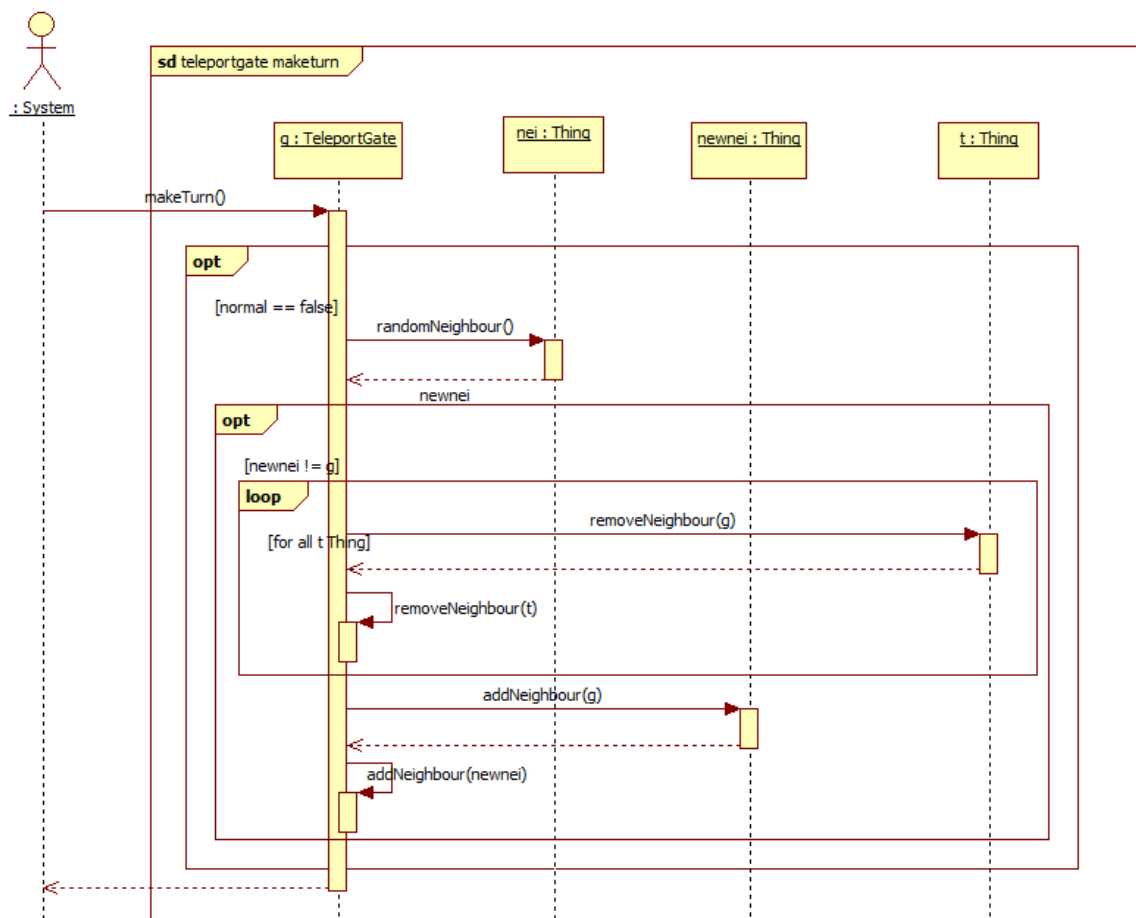 sd teleportgate maketurn
: System
g : TeleportGate
nei : Thing
newnei : Thing
t : Thing
makeTurn()
opt
[normal == false]
randomNeighbour()
newnei
opt
[newnei != g]
loop
removeNeighbour(g)
[for all t Thing]
removeNeighbour(t)
addNeighbour(g)
addNeighbour(newnei)